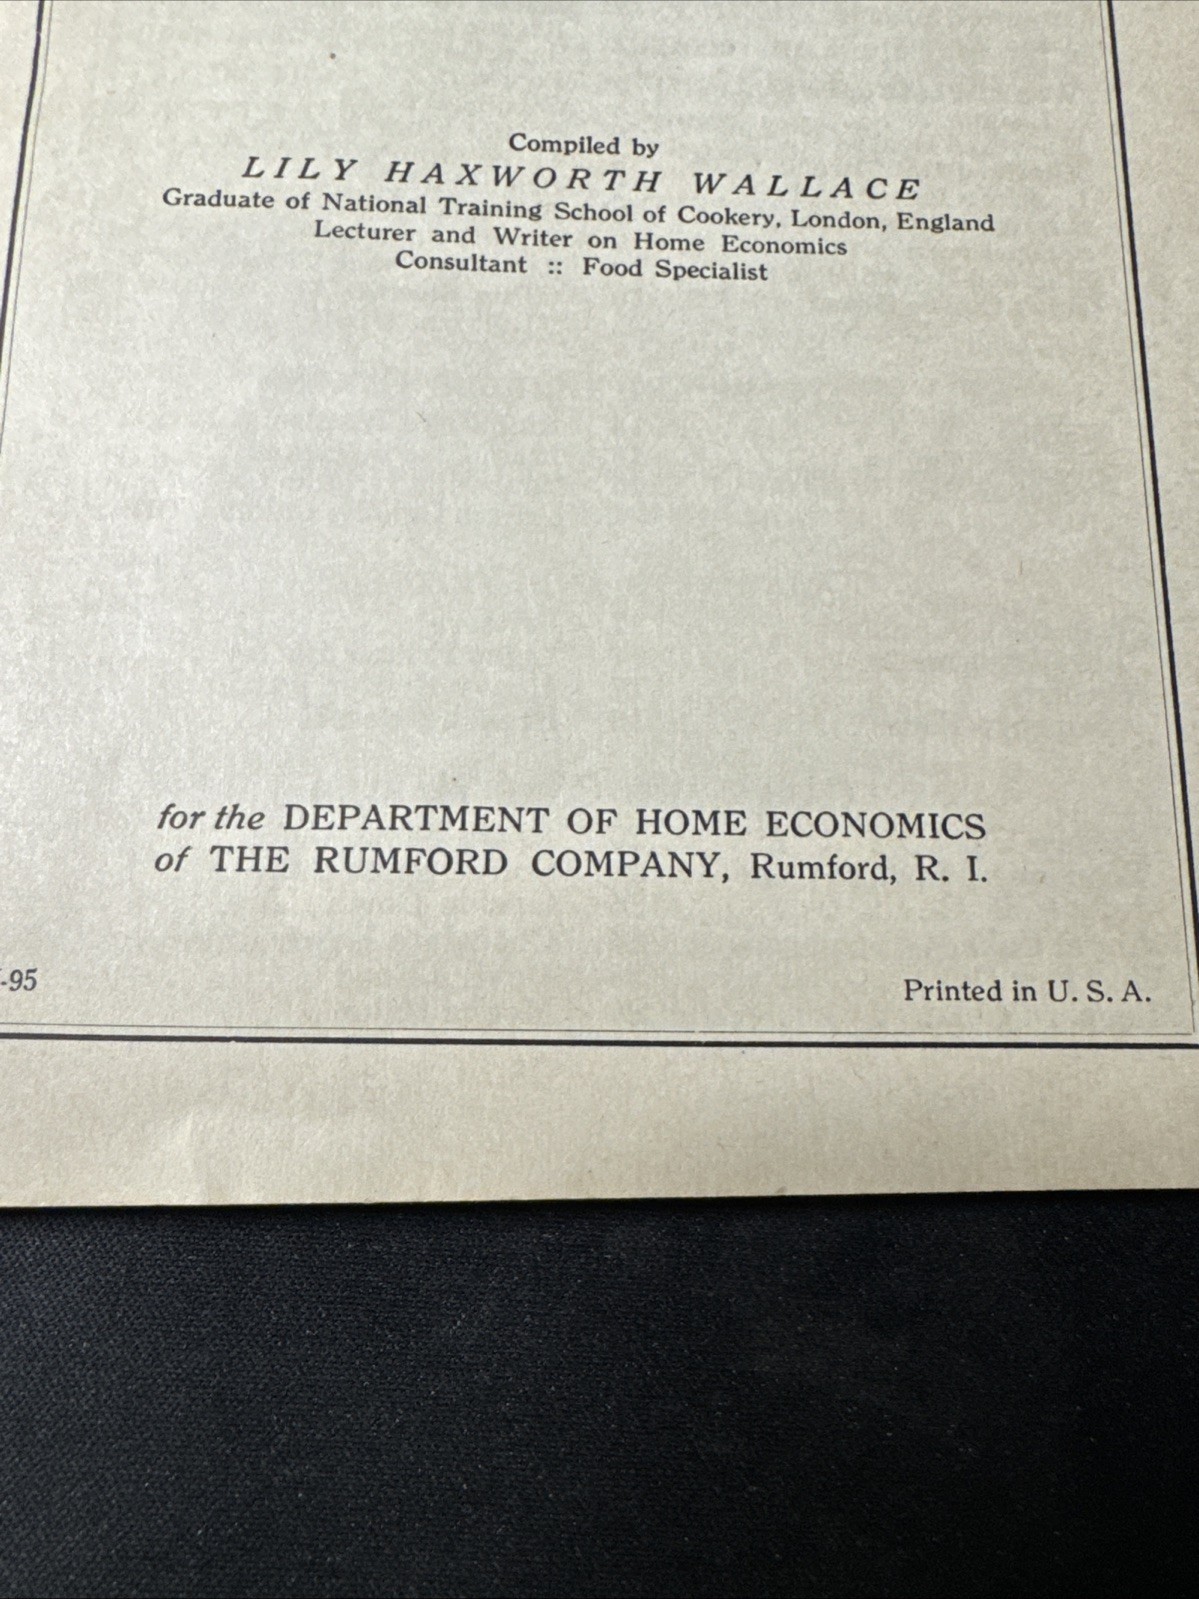 Compiled by
LILY HAXWORTH WALLACE
Graduate of National Training School of Cookery, London, England
Lecturer and Writer on Home Economics
Consultant :: Food Specialist
for the DEPARTMENT OF HOME ECONOMICS
of THE RUMFORD COMPANY, Rumford, R. I.
-95
Printed in U. S. A.